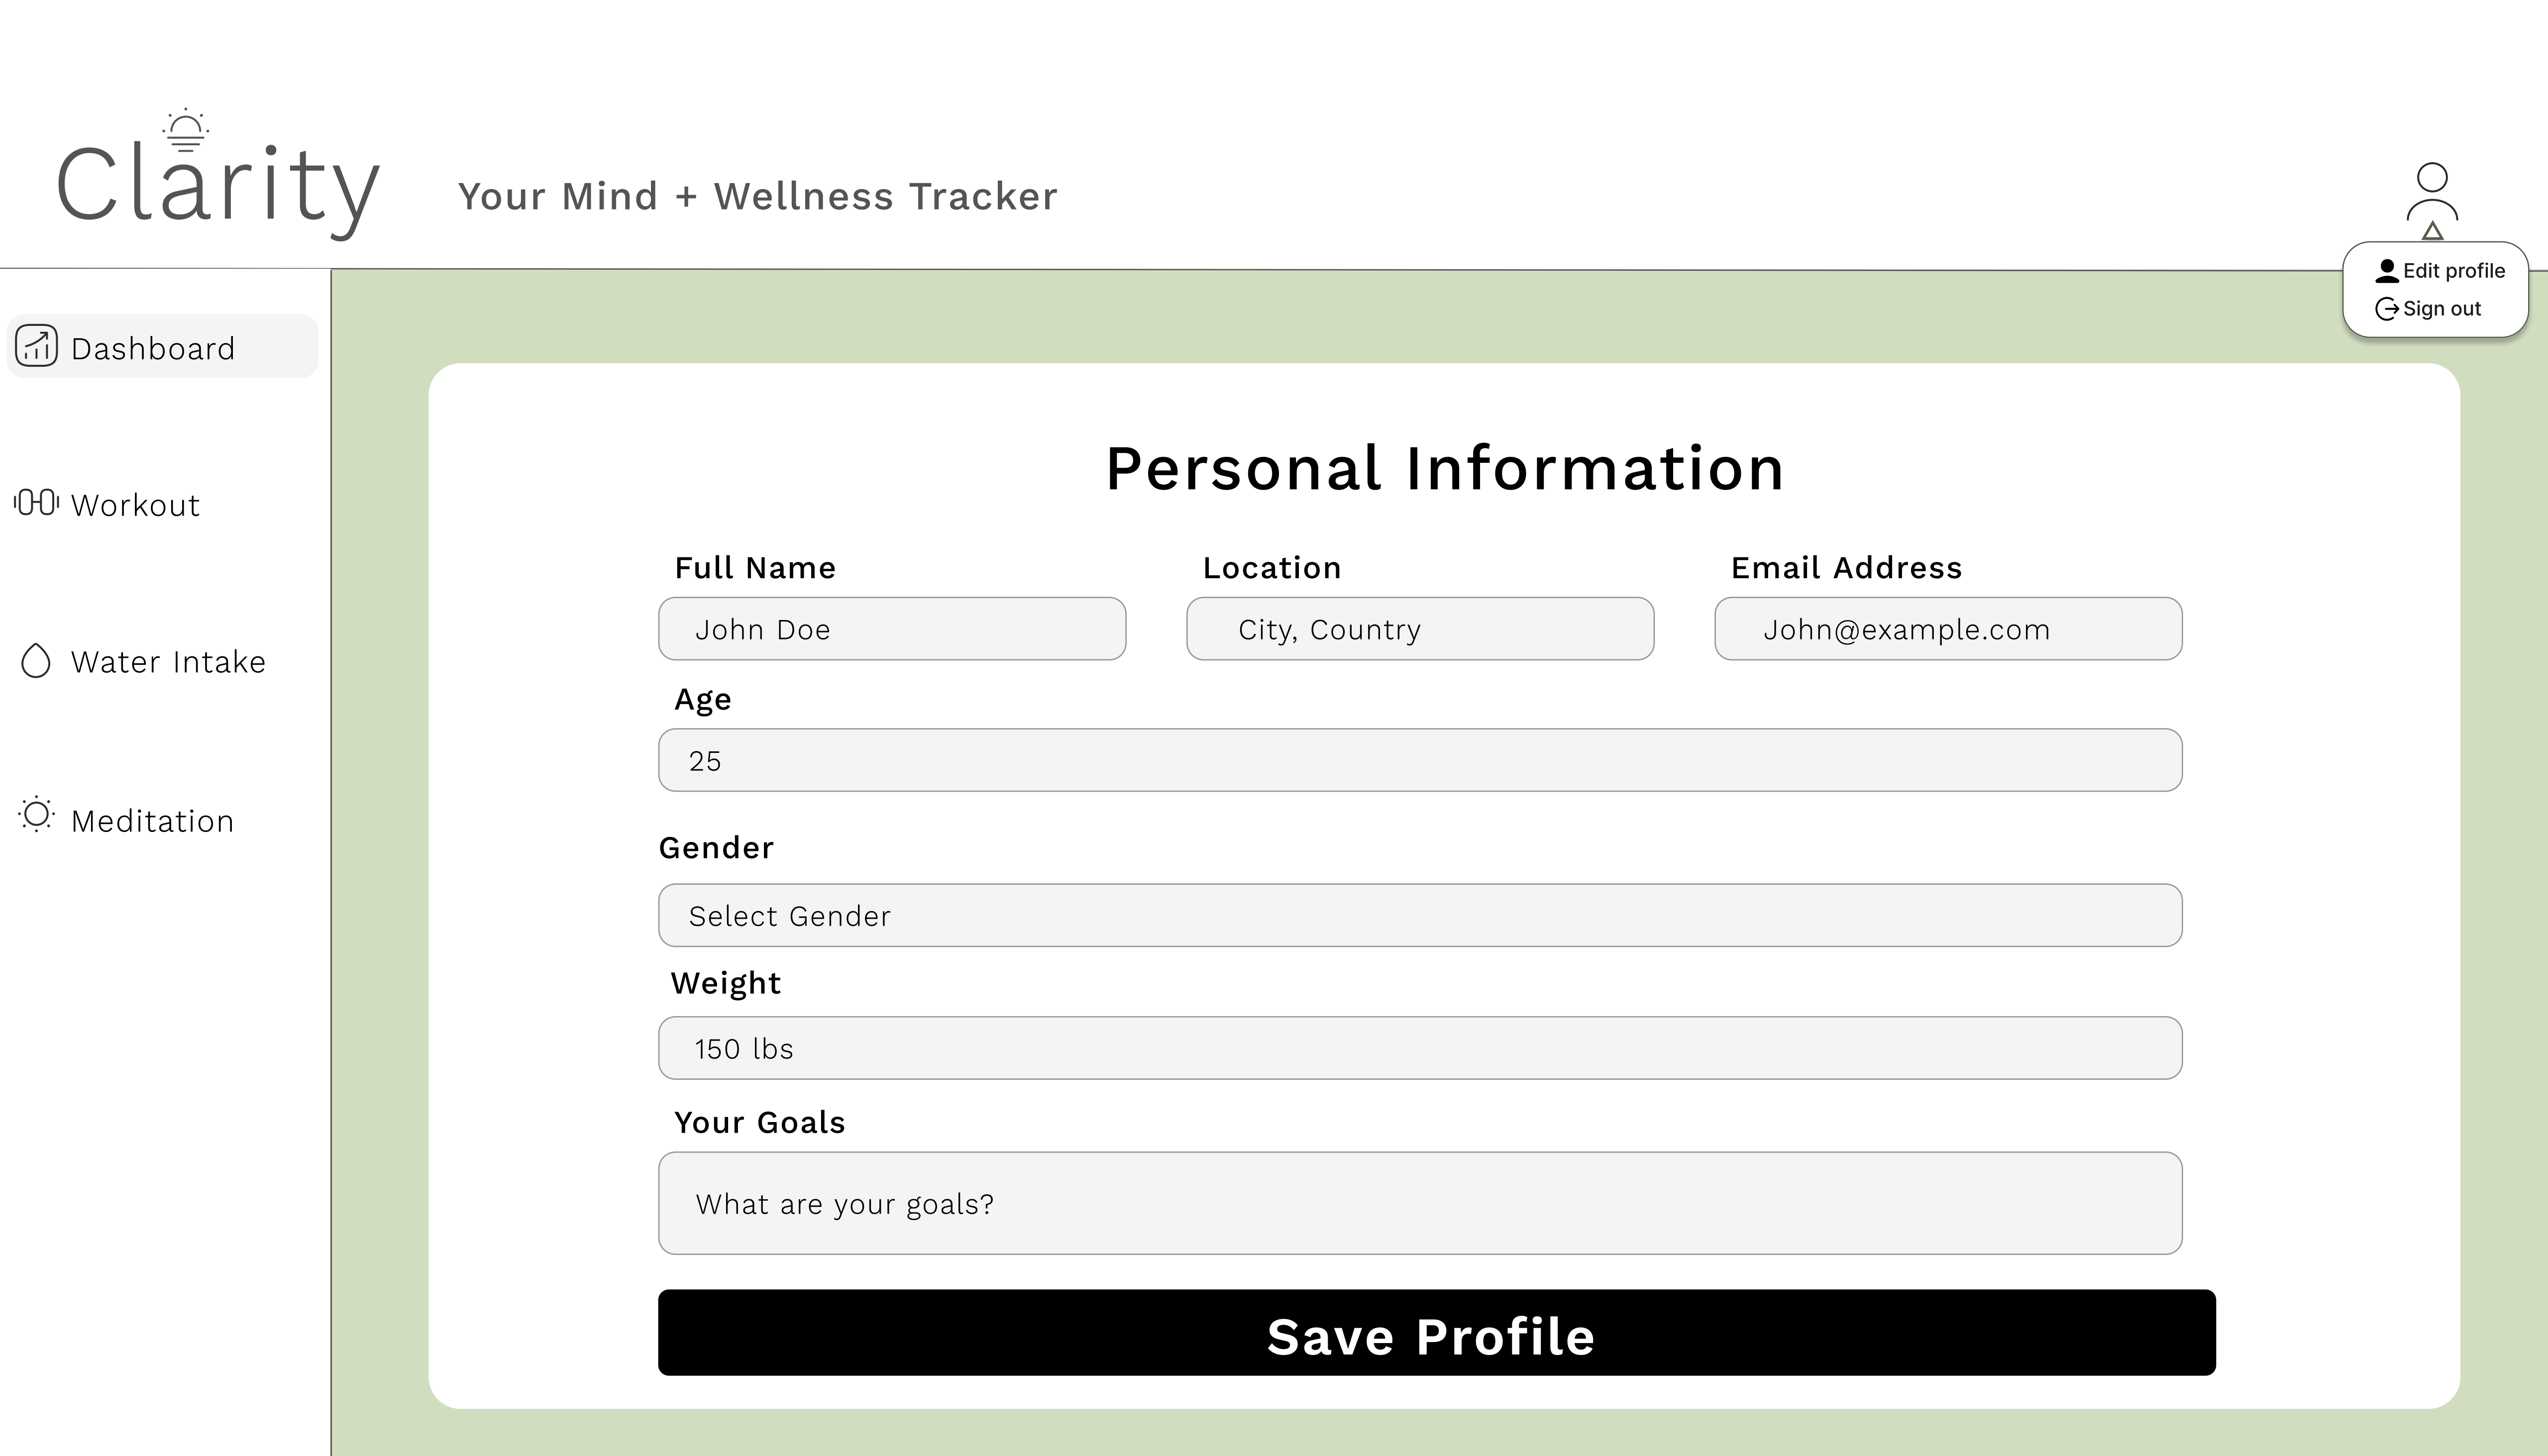 Clarity
Your Mind + Wellness Tracker
Edit profile
Sign out
Dashboard
Workout
Water Intake
Meditation
Personal Information
Full Name
Location
Email Address
John Doe
City, Country
John@example.com
Age
25
Gender
Select Gender
Weight
150 lbs
Your Goals
What are your goals?
Save Profile